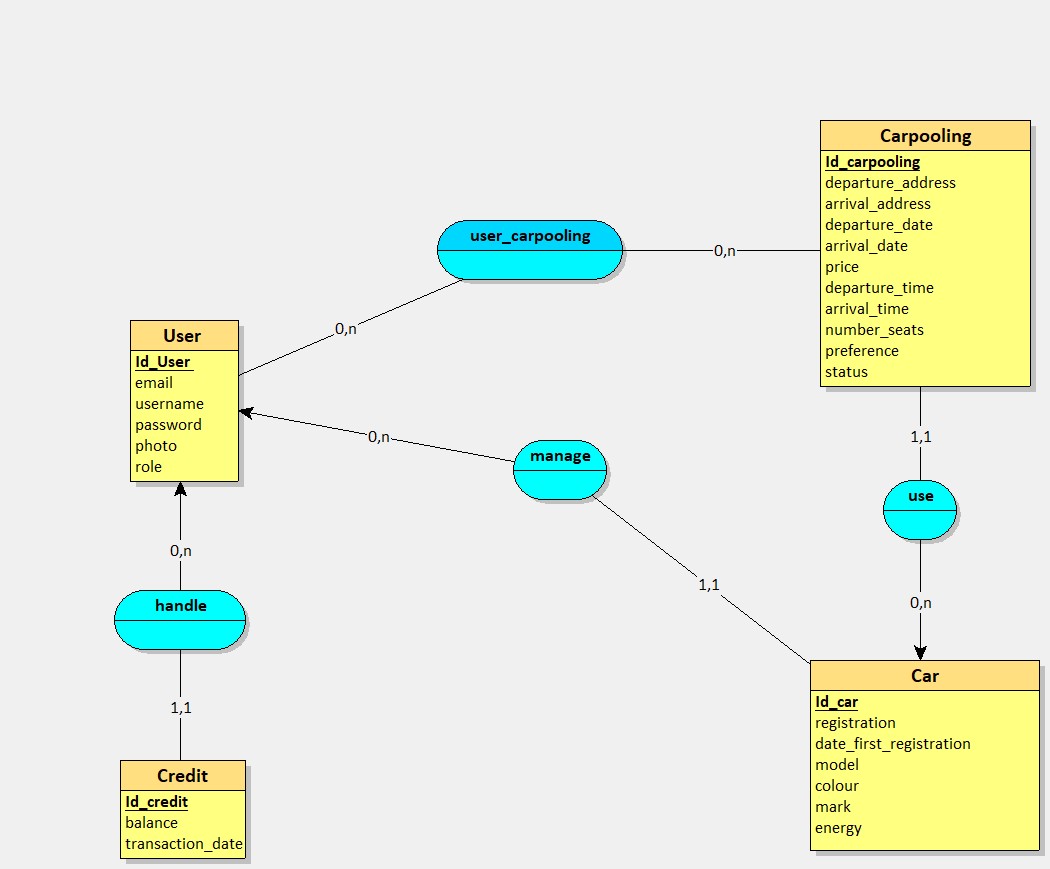 Carpooling
Id_carpooling
departure_address
arrival_address
departure_date
arrival_date
price
departure_time
arrival_time
number_seats
preference
status
user_carpooling
0,n
0,n
User
Id_User
email
username
password
photo
role
0,n
manage
1,1
use
0,n
1,1
0,n
handle
1,1
Car
Id_car
registration
date_first_registration
model
colour
mark
energy
Credit
Id_credit
balance
transaction_date